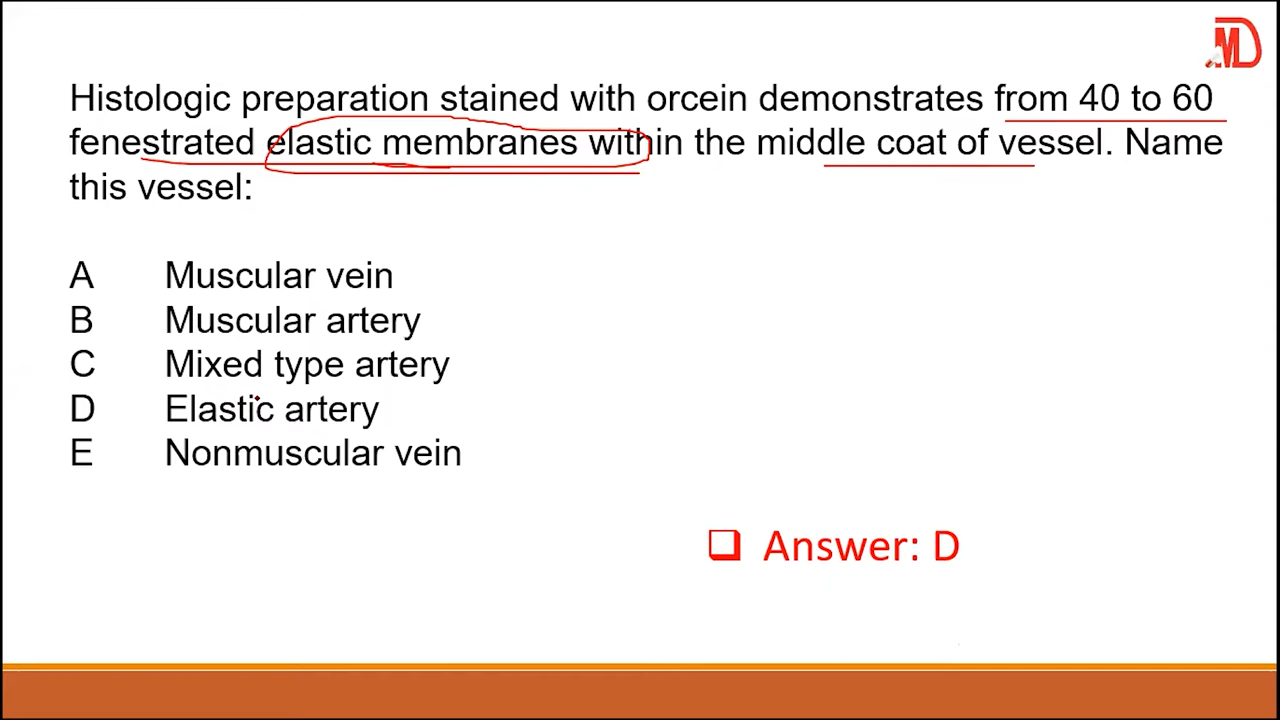 MD
Histologic preparation stained with orcein demonstrates from 40 to 60
fenestrated elastic membranes within the middle coat of vessel. Name
this vessel:
A Muscular vein
B Muscular artery
C Mixed type artery
D Elastic artery
E Nonmuscular vein
❑ Answer: D